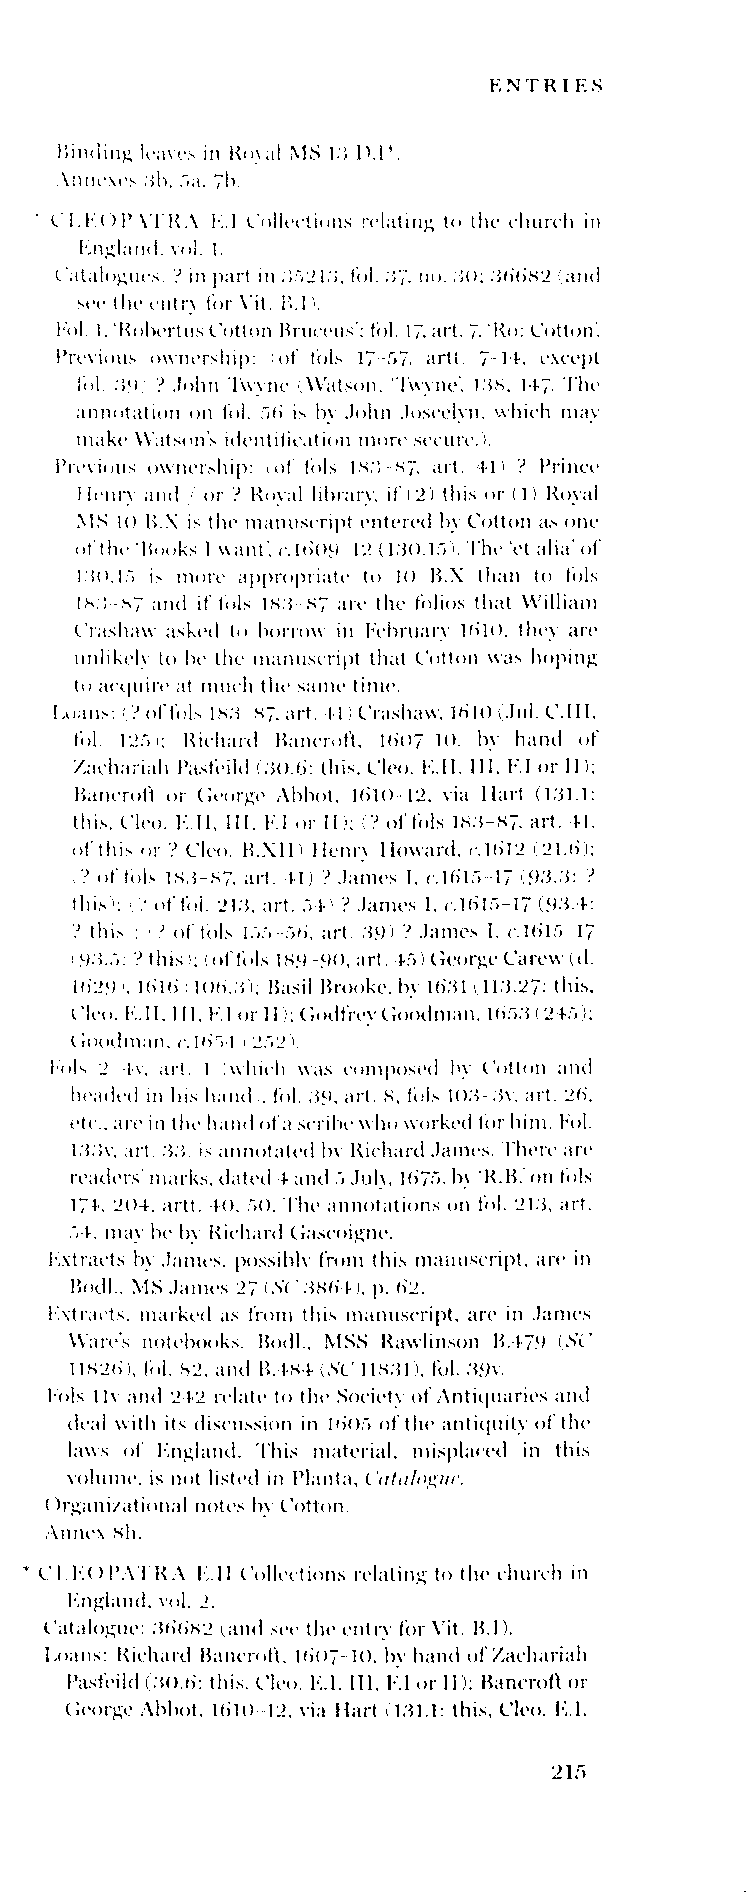 ENTRIES
Binding leaves in Royal MS 13 D.I*.
Annexes 3b, 5a, 7b.
* CLEOPATRA E.I Collections relating to the church in
England, vol. 1.
Catalogues: ? in part in 35213, fol. 37, no. 30; 36682 (and
see the entry for Vit. B.I).
Fol. 1, 'Robertus Cotton Bruceus'; fol. 17, art. 7, 'Ro: Cotton'.
Previous ownership: (of fols 17-57, artt. 7-14, except
fol. 39) ? John Twyne (Watson, 'Twyne', 138, 147. The
annotation on fol. 56 is by John Joscelyn, which may
make Watson's identification more secure.).
Previous ownership: (of fols 183-87, art. 41) ? Prince
Henry and / or ? Royal library, if (2) this or (1) Royal
MS 10 B.X is the manuscript entered by Cotton as one
of the 'Books I want', c.1609-12 (130.15). The 'et alia' of
130.15 is more appropriate to 10 B.X than to fols
183-87 and if fols 183-87 are the folios that William
Crashaw asked to borrow in February 1610, they are
unlikely to be the manuscript that Cotton was hoping
to acquire at much the same time.
Loans: (? of fols 183-87, art. 41) Crashaw, 1610 (Jul. C.III,
fol. 125); Richard Bancroft, 1607-10, by hand of
Zachariah Pasfeild (30.6: this, Cleo. E.II, III, F.I or II);
Bancroft or George Abbot, 1610-12, via Hart (131.1:
this, Cleo. E.II, III, F.I or II); (? of fols 183-87, art. 41,
of this or ? Cleo. B.XII) Henry Howard, c.1612 (21.6);
(? of fols 183-87, art. 41) ? James I, c.1615-17 (93.3: ?
this); (? of fol. 213, art. 54) ? James I, c.1615-17 (93.4:
? this); (? of fols 155-56, art. 39) ? James I, c.1615-17
(93.5: ? this); (of fols 189-90, art. 45) George Carew (d.
1629), 1616 (106.3); Basil Brooke, by 1631 (113.27: this,
Cleo. E.II, III, F.I or II); Godfrey Goodman, 1653 (245);
Goodman, c.1654 (252).
Fols 2-4v, art. 1 (which was composed by Cotton and
headed in his hand), fol. 39, art. 8, fols 103-3v, art. 26,
etc., are in the hand of a scribe who worked for him. Fol.
133v, art. 33, is annotated by Richard James. There are
readers' marks, dated 4 and 5 July, 1675, by 'R.B.' on fols
174, 204, artt. 40, 50. The annotations on fol. 213, art.
54, may be by Richard Gascoigne.
Extracts by James, possibly from this manuscript, are in
Bodl., MS James 27 (SC 3864), p. 62.
Extracts, marked as from this manuscript, are in James
Ware's notebooks, Bodl., MSS Rawlinson B.479 (SC
11826), fol. 82, and B.484 (SC 11831), fol. 39v.
Fols 11v and 242 relate to the Society of Antiquaries and
deal with its discussion in 1605 of the antiquity of the
laws of England. This material, misplaced in this
volume, is not listed in Planta, Catalogue.
Organizational notes by Cotton.
Annex 8h.
* CLEOPATRA E.II Collections relating to the church in
England, vol. 2.
Catalogue: 36682 (and see the entry for Vit. B.I).
Loans: Richard Bancroft, 1607-10, by hand of Zachariah
Pasfeild (30.6: this, Cleo. E.I, III, F.I or II); Bancroft or
George Abbot, 1610-12, via Hart (131.1: this, Cleo. E.I,
215